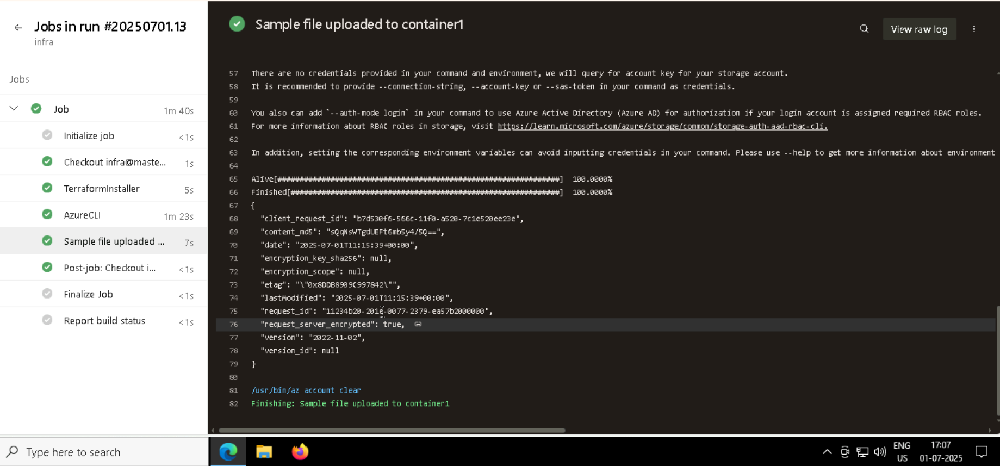 Jobs in run #20250701.13
infra
Jobs
Job 1m 40s
Initialize job <1s
Checkout infra@maste... 1s
TerraformInstaller 5s
AzureCLI 1m 23s
Sample file uploaded ... 7s
Post-job: Checkout i... <1s
Finalize Job <1s
Report build status <1s
Sample file uploaded to container1
View raw log
57 There are no credentials provided in your command and environment, we will query for account key for your storage account.
58 It is recommended to provide --connection-string, --account-key or --sas-token in your command as credentials.
59
60 You also can add `--auth-mode login` in your command to use Azure Active Directory (Azure AD) for authorization if your login account is assigned required RBAC roles.
61 For more information about RBAC roles in storage, visit https://learn.microsoft.com/azure/storage/common/storage-auth-aad-rbac-cli.
62
63 In addition, setting the corresponding environment variables can avoid inputting credentials in your command. Please use --help to get more information about environment
64
65 Alive[################################################################] 100.0000%
66 Finished[#############################################################] 100.0000%
67 {
68 "client_request_id": "b7d530f6-566c-11f0-a520-7c1e520ee23e",
69 "content_md5": "sQqNsWTgdUEFt6mb5y4/5Q==",
70 "date": "2025-07-01T11:15:39+00:00",
71 "encryption_key_sha256": null,
72 "encryption_scope": null,
73 "etag": "\"0x8DDB8909C997842\"",
74 "lastModified": "2025-07-01T11:15:39+00:00",
75 "request_id": "11234b20-201e-0077-2379-ea57b2000000",
76 "request_server_encrypted": true,
77 "version": "2022-11-02",
78 "version_id": null
79 }
80
81 /usr/bin/az account clear
82 Finishing: Sample file uploaded to container1
Type here to search
ENG
US
17:07
01-07-2025